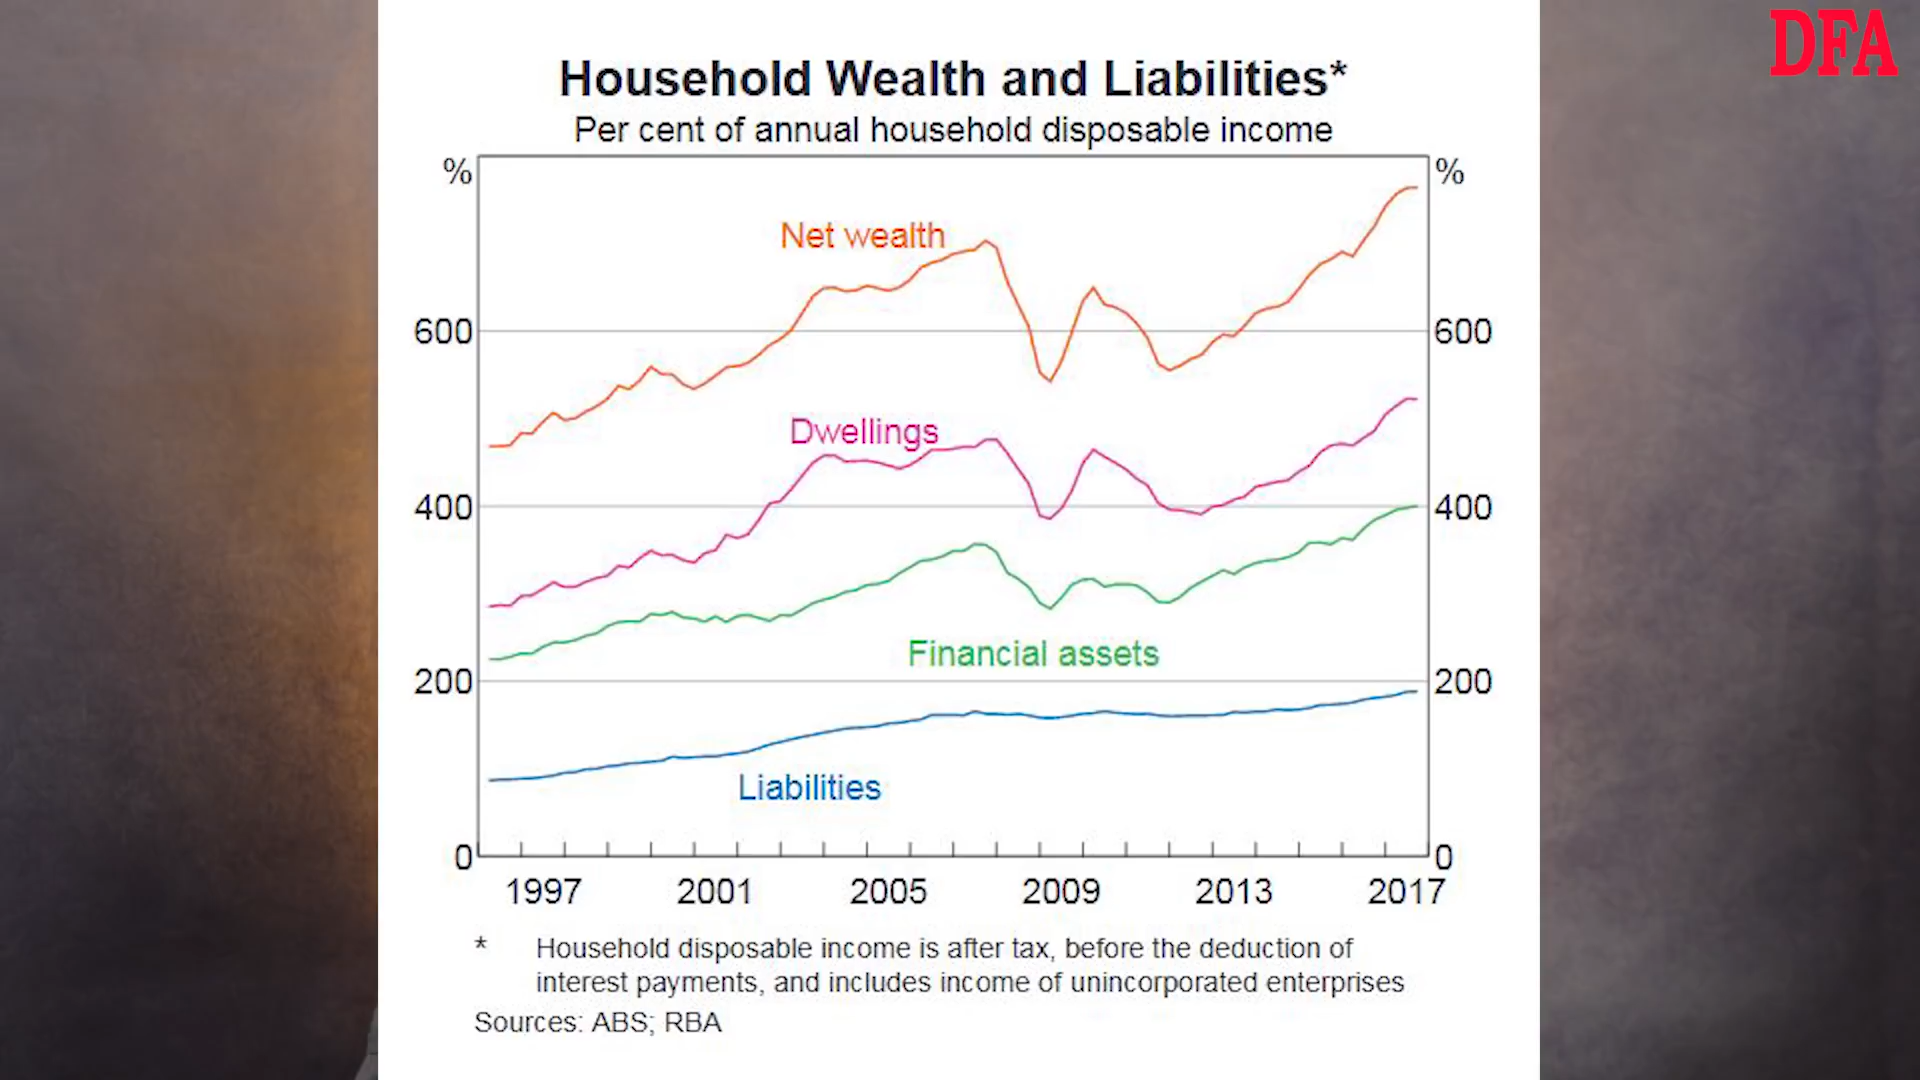 DFA
Household Wealth and Liabilities*
Per cent of annual household disposable income
% %
Net wealth
600 600
Dwellings
400 400
Financial assets
200 200
Liabilities
0 0
1997 2001 2005 2009 2013 2017
* Household disposable income is after tax, before the deduction of
interest payments, and includes income of unincorporated enterprises
Sources: ABS; RBA